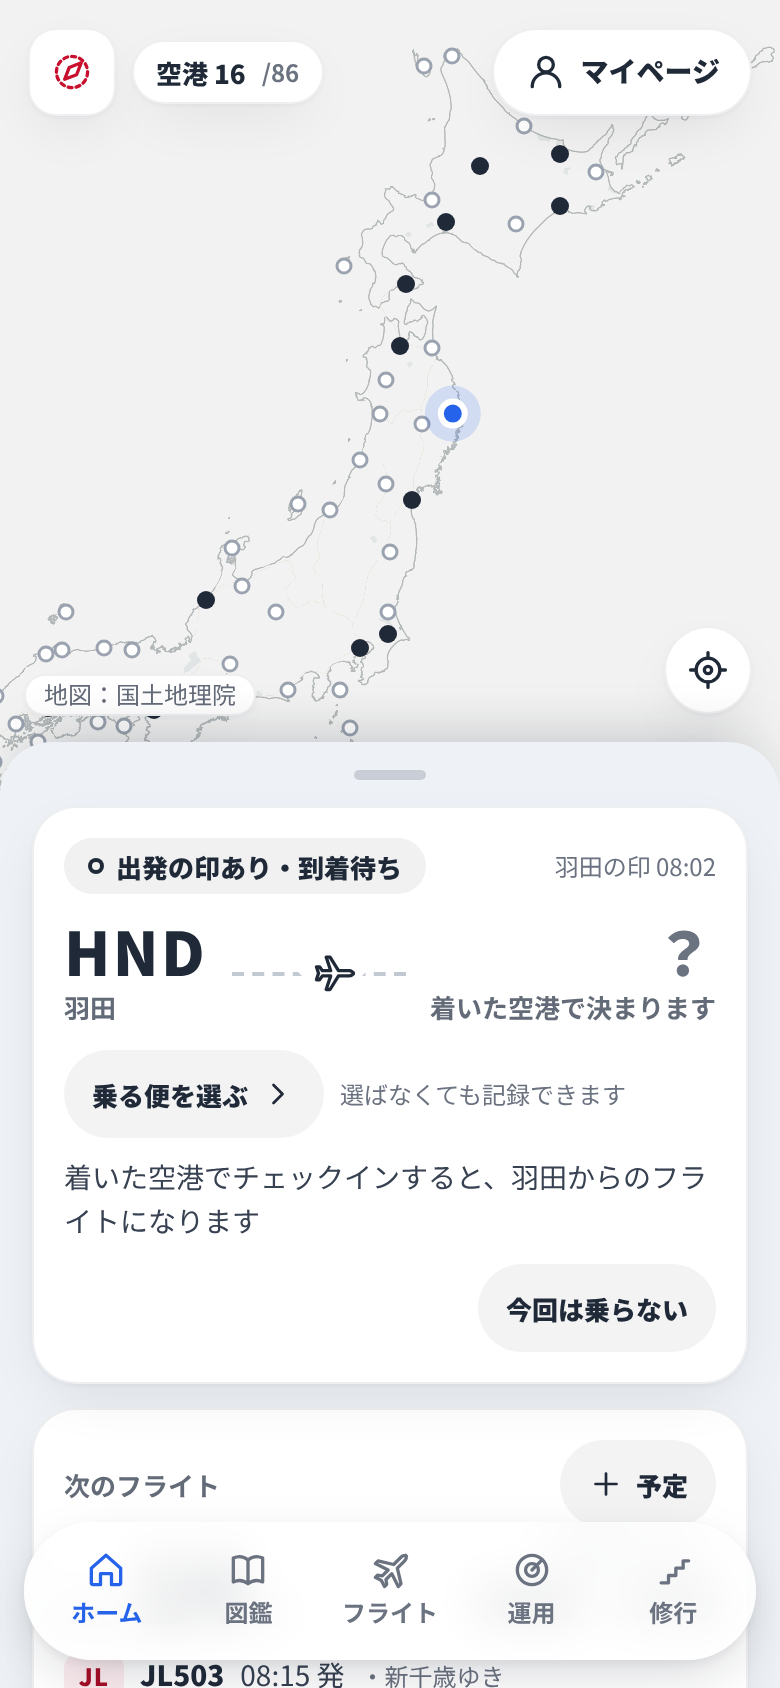 空港 16 /86
マイページ
地図：国土地理院
出発の印あり・到着待ち
羽田の印 08:02
HND
?
羽田
着いた空港で決まります
乗る便を選ぶ
選ばなくても記録できます
着いた空港でチェックインすると、羽田からのフラ
イトになります
今回は乗らない
次のフライト
予定
ホーム
図鑑
フライト
運用
修行
JL JL503 08:15 発 ・新千歳ゆき